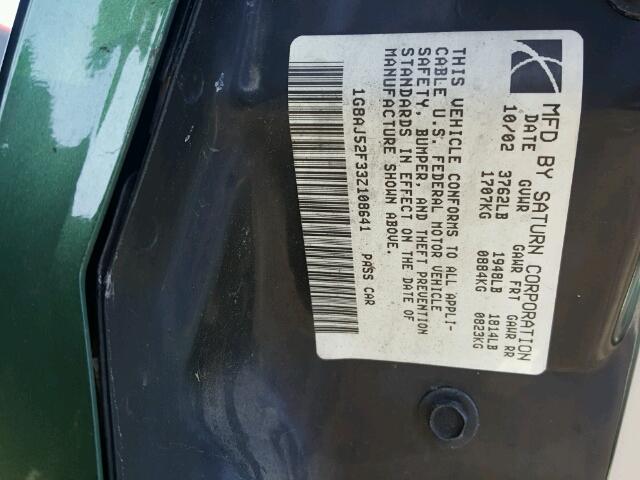 MFD BY SATURN CORPORATION
DATE GVWR GAWR FRT GAWR RR
10/02 3762LB 1948LB 1814LB
1707KG 0884KG 0823KG
THIS VEHICLE CONFORMS TO ALL APPLI-
CABLE U.S. FEDERAL MOTOR VEHICLE
SAFETY, BUMPER, AND THEFT PREVENTION
STANDARDS IN EFFECT ON THE DATE OF
MANUFACTURE SHOWN ABOVE.
1G8AJ52F33Z108641 PASS CAR